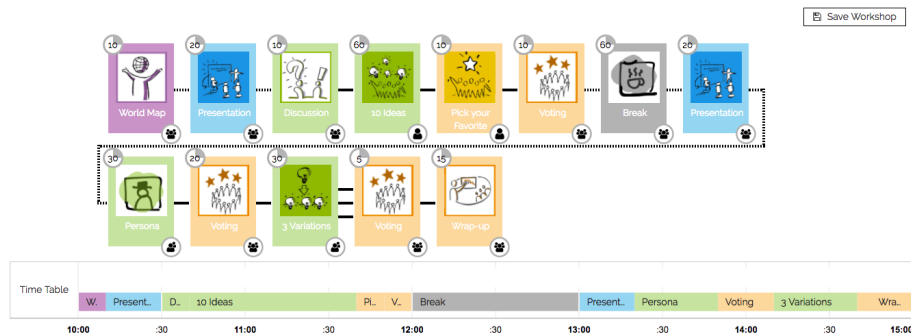 Save Workshop
10 20 10 60 10 10 60 20
World Map Presentation Discussion 10 Ideas Pick your Favorite Voting Break Presentation
30 20 30 5 15
Persona Voting 3 Variations Voting Wrap-up
Time Table
W. Present... D... 10 Ideas Pi... V... Break Present... Persona Voting 3 Variations Wra...
10:00 :30 11:00 :30 12:00 :30 13:00 :30 14:00 :30 15:00